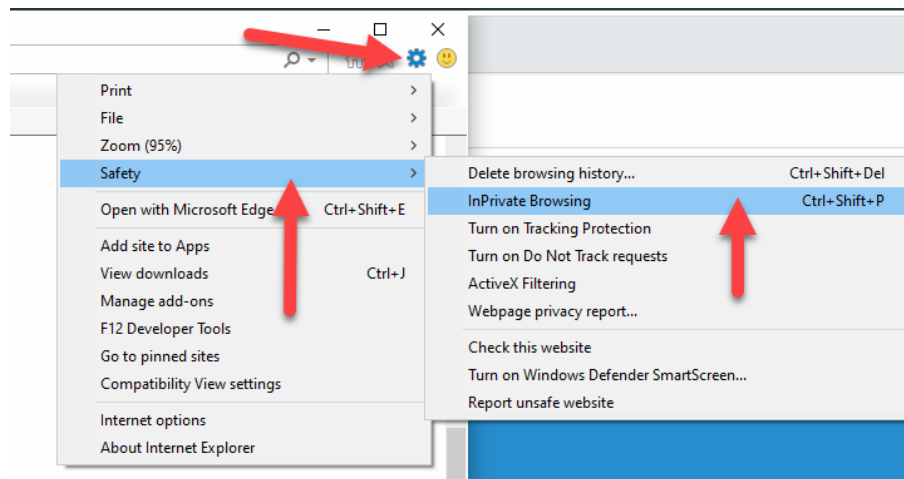 Print
File
Zoom (95%)
Safety
Open with Microsoft Edge Ctrl+Shift+E
Add site to Apps
View downloads Ctrl+J
Manage add-ons
F12 Developer Tools
Go to pinned sites
Compatibility View settings
Internet options
About Internet Explorer
Delete browsing history... Ctrl+Shift+Del
InPrivate Browsing Ctrl+Shift+P
Turn on Tracking Protection
Turn on Do Not Track requests
ActiveX Filtering
Webpage privacy report...
Check this website
Turn on Windows Defender SmartScreen...
Report unsafe website